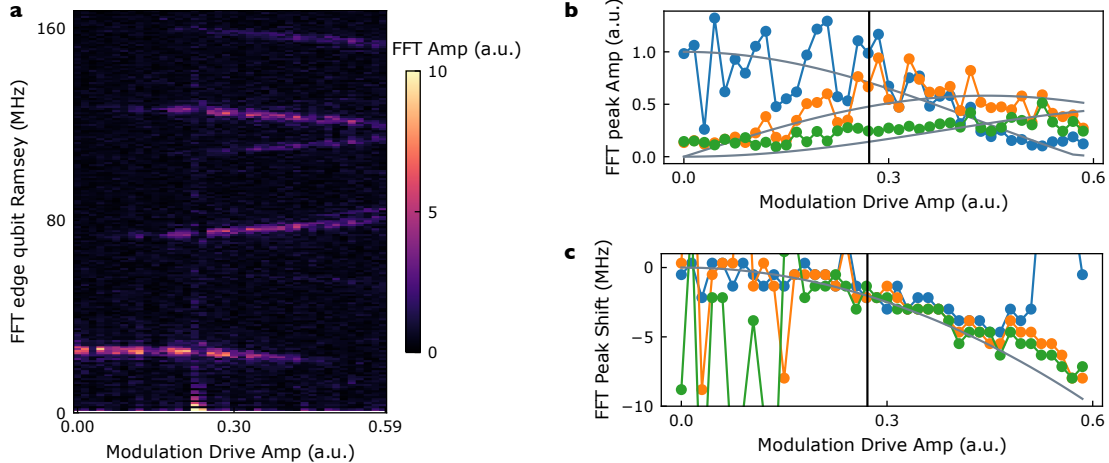 a
FFT edge qubit Ramsey (MHz)
160
80
0
0.00
0.30
0.59
Modulation Drive Amp (a.u.)
FFT Amp (a.u.)
10
5
0
b
FFT peak Amp (a.u.)
1.0
0.5
0.0
0.0
0.3
0.6
Modulation Drive Amp (a.u.)
c
FFT Peak Shift (MHz)
0
−5
−10
0.0
0.3
0.6
Modulation Drive Amp (a.u.)